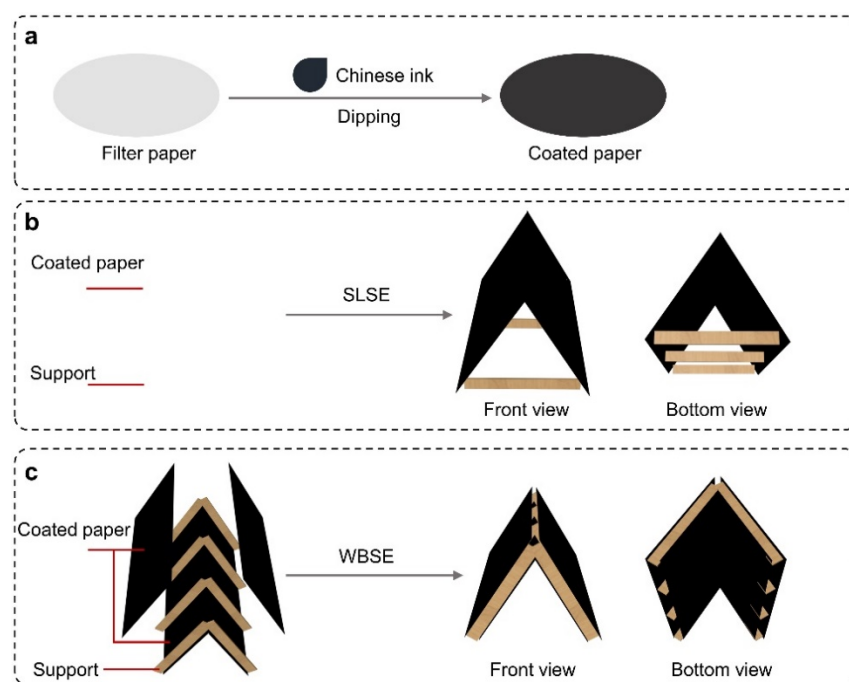 a
Chinese ink
Dipping
Filter paper
Coated paper
b
Coated paper
SLSE
Support
Front view
Bottom view
c
Coated paper
WBSE
Support
Front view
Bottom view